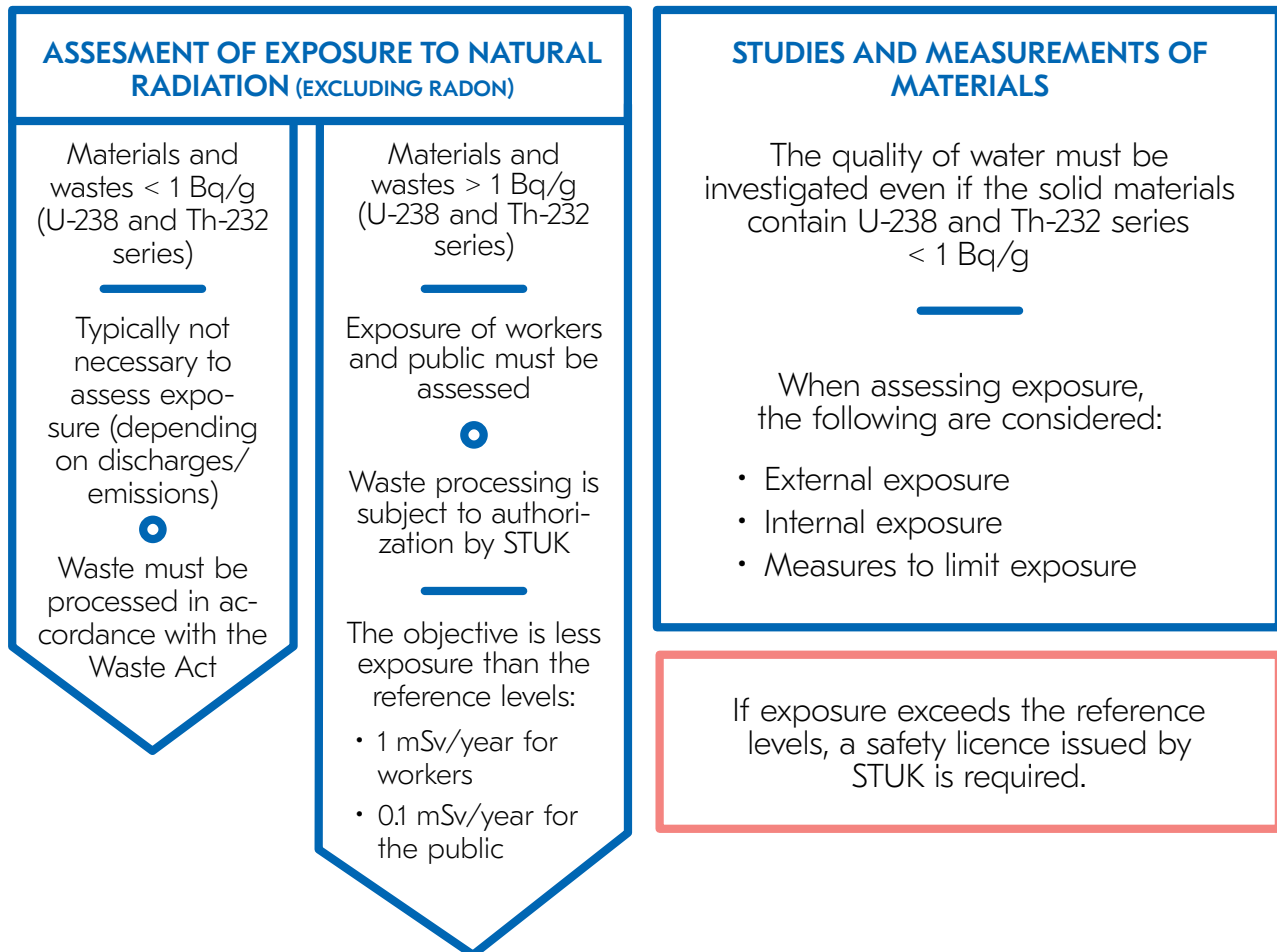 ASSESMENT OF EXPOSURE TO NATURAL
RADIATION (EXCLUDING RADON)
Materials and
wastes < 1 Bq/g
(U-238 and Th-232
series)
Typically not
necessary to
assess expo-
sure (depending
on discharges/
emissions)
Waste must be
processed in ac-
cordance with the
Waste Act
Materials and
wastes > 1 Bq/g
(U-238 and Th-232
series)
Exposure of workers
and public must be
assessed
Waste processing is
subject to authori-
zation by STUK
The objective is less
exposure than the
reference levels:
• 1 mSv/year for
workers
• 0.1 mSv/year for
the public
STUDIES AND MEASUREMENTS OF
MATERIALS
The quality of water must be
investigated even if the solid materials
contain U-238 and Th-232 series
< 1 Bq/g
When assessing exposure,
the following are considered:
• External exposure
• Internal exposure
• Measures to limit exposure
If exposure exceeds the reference
levels, a safety licence issued by
STUK is required.